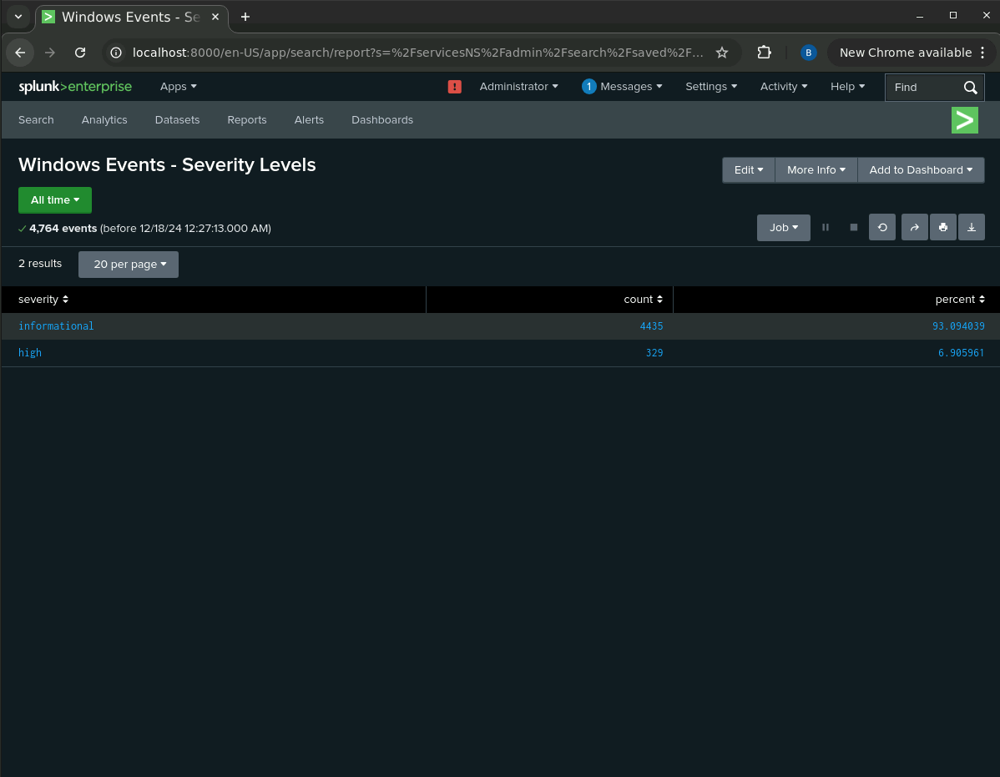 Windows Events - Se
New Chrome available
localhost:8000/en-US/app/search/report?s=%2FservicesNS%2Fadmin%2Fsearch%2Fsaved%2F...
B
splunk>enterprise Apps ! Administrator 1 Messages Settings Activity Help Find
Search Analytics Datasets Reports Alerts Dashboards >
Windows Events - Severity Levels
Edit More Info Add to Dashboard
All time
4,764 events (before 12/18/24 12:27:13.000 AM)
Job
2 results 20 per page
severity count percent
informational 4435 93.094039
high 329 6.905961